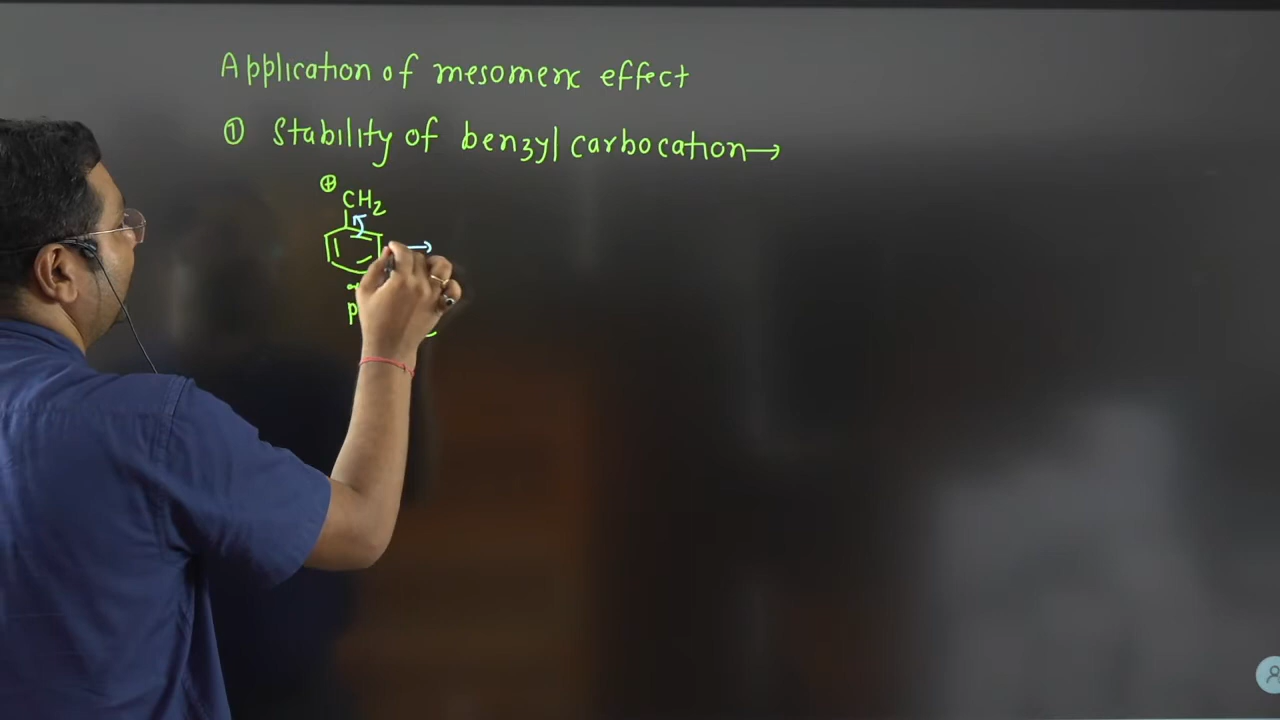 Application of mesomeric effect
① Stability of benzyl carbocation→
⊕
CH2